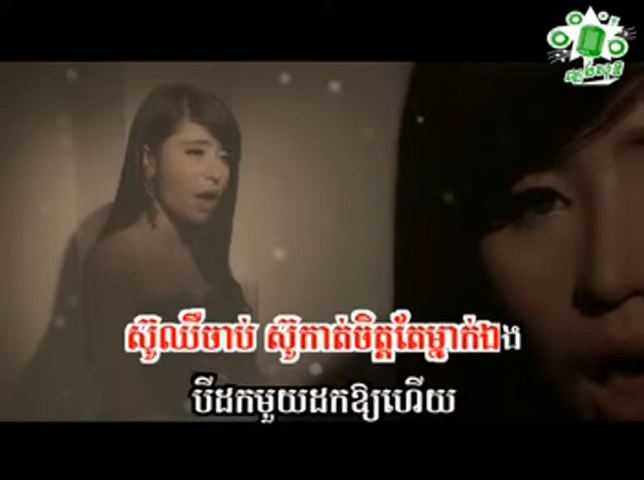 ស៊ូឈឺចាប់ ស៊ូកាត់ចិត្តតែម្នាក់ឯង
បីដកមួយដកឱ្យហើយ